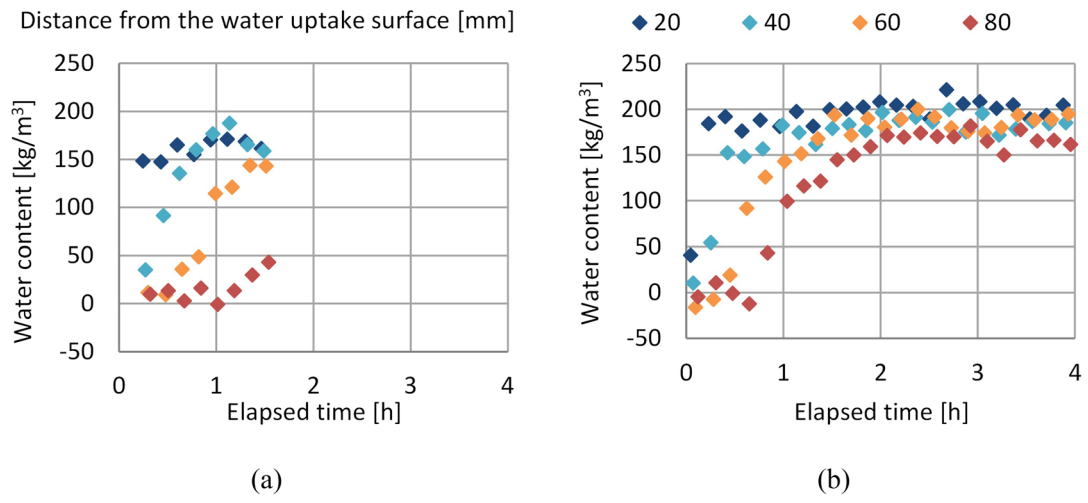 Distance from the water uptake surface [mm] 20 40 60 80
250
200
150
100
50
0
-50
Water content [kg/m³]
0 1 2 3 4
Elapsed time [h]
(a)
250
200
150
100
50
0
-50
Water content [kg/m³]
0 1 2 3 4
Elapsed time [h]
(b)